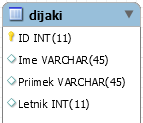 dijaki
ID INT(11)
Ime VARCHAR(45)
Priimek VARCHAR(45)
Letnik INT(11)